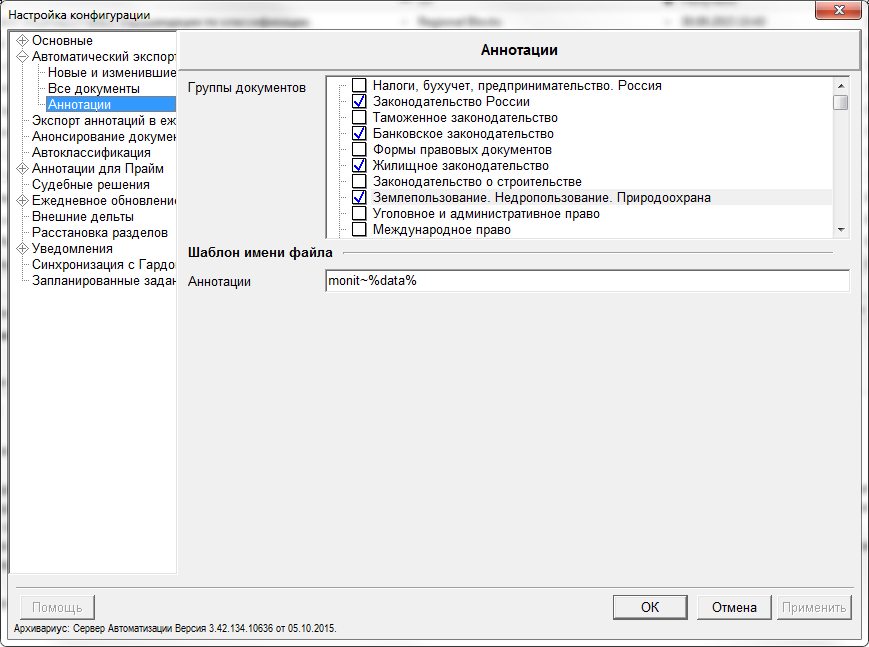 Настройка конфигурации
Основные
Автоматический экспорт
Новые и изменившие
Все документы
Аннотации
Экспорт аннотаций в еж
Анонсирование докумен
Автоклассификация
Аннотации для Прайм
Судебные решения
Ежедневное обновлени
Внешние дельты
Расстановка разделов
Уведомления
Синхронизация с Гардо
Запланированные задан
Аннотации
Группы документов
Налоги, бухучет, предпринимательство. Россия
Законодательство России
Таможенное законодательство
Банковское законодательство
Формы правовых документов
Жилищное законодательство
Законодательство о строительстве
Землепользование. Недропользование. Природоохрана
Уголовное и административное право
Международное право
Шаблон имени файла
Аннотации
monit~%data%
Помощь
OK
Отмена
Применить
Архивариус: Сервер Автоматизации Версия 3.42.134.10636 от 05.10.2015.